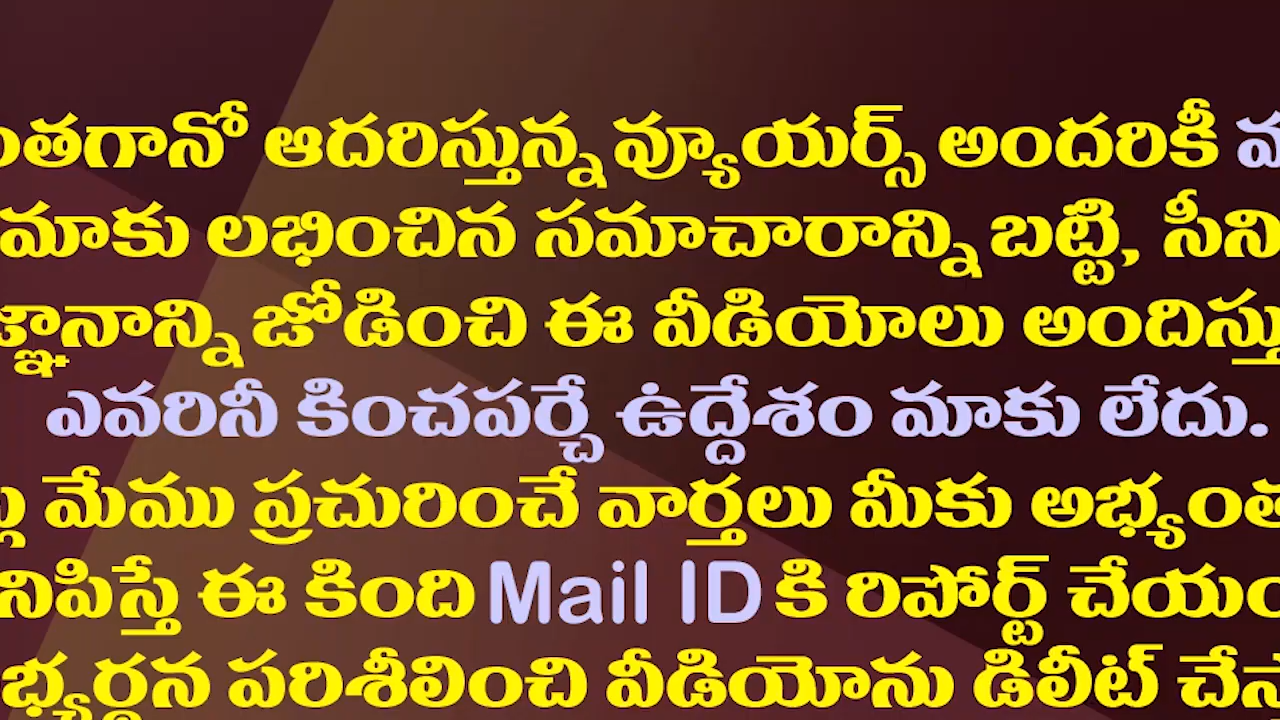 ంతగానో ఆదరిస్తున్న వ్యూయర్స్ అందరికీ
మాకు లభించిన సమాచారాన్ని బట్టి, సీని
జ్ఞానాన్ని జోడించి ఈ వీడియోలు అందిస్తు
ఎవరినీ కించపర్చే ఉద్దేశం మాకు లేదు.
మేము ప్రచురించే వార్తలు మీకు అభ్యంత
నిపిస్తే ఈ కింది Mail ID కి రిపోర్ట్ చేయం
భ్యర్థన పరిశీలించి వీడియోను డిలీట్ చేస